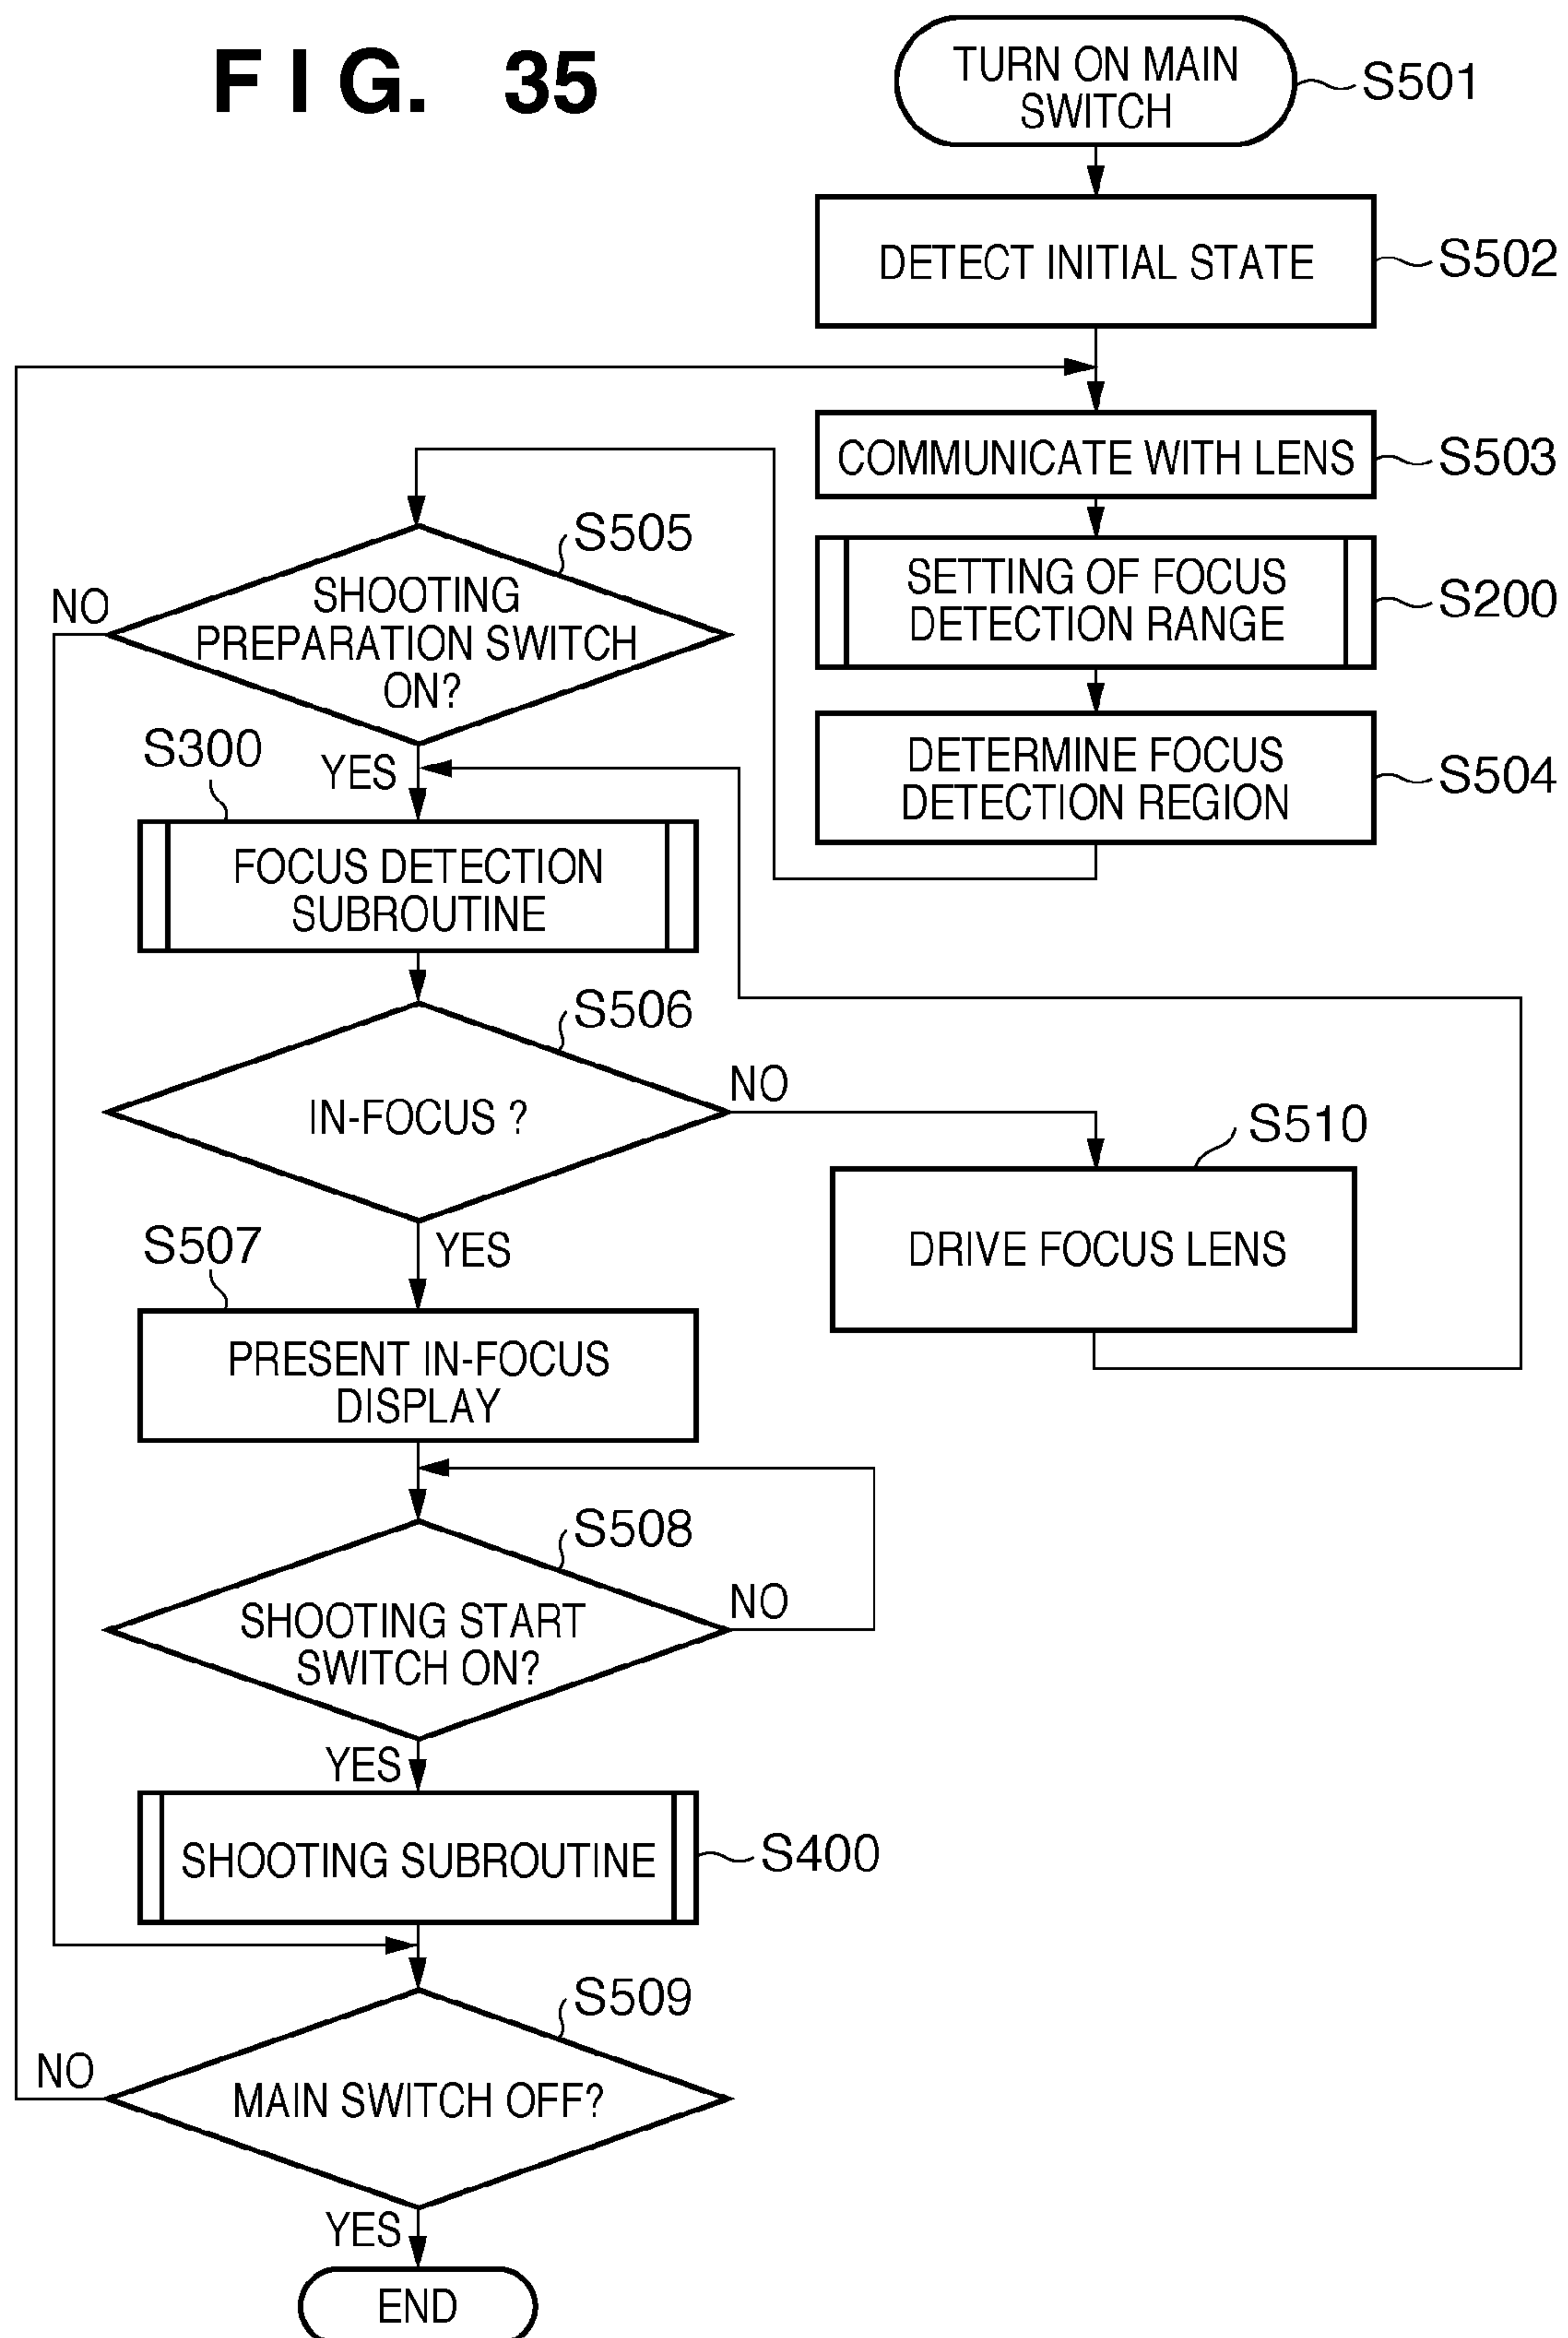 FIG. 35
TURN ON MAIN
SWITCH
S501
DETECT INITIAL STATE
S502
COMMUNICATE WITH LENS
S503
SETTING OF FOCUS
DETECTION RANGE
S200
DETERMINE FOCUS
DETECTION REGION
S504
S505
SHOOTING
PREPARATION SWITCH
ON?
NO
YES
S300
FOCUS DETECTION
SUBROUTINE
S506
IN-FOCUS ?
NO
YES
S510
DRIVE FOCUS LENS
S507
PRESENT IN-FOCUS
DISPLAY
S508
SHOOTING START
SWITCH ON?
NO
YES
SHOOTING SUBROUTINE
S400
S509
MAIN SWITCH OFF?
NO
YES
END